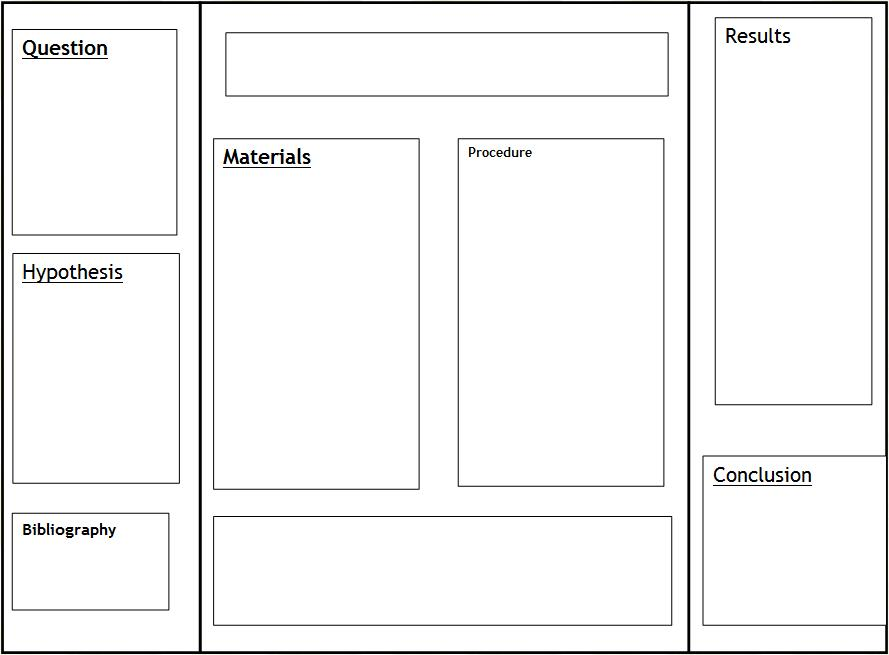 Question
Hypothesis
Bibliography
Materials
Procedure
Results
Conclusion